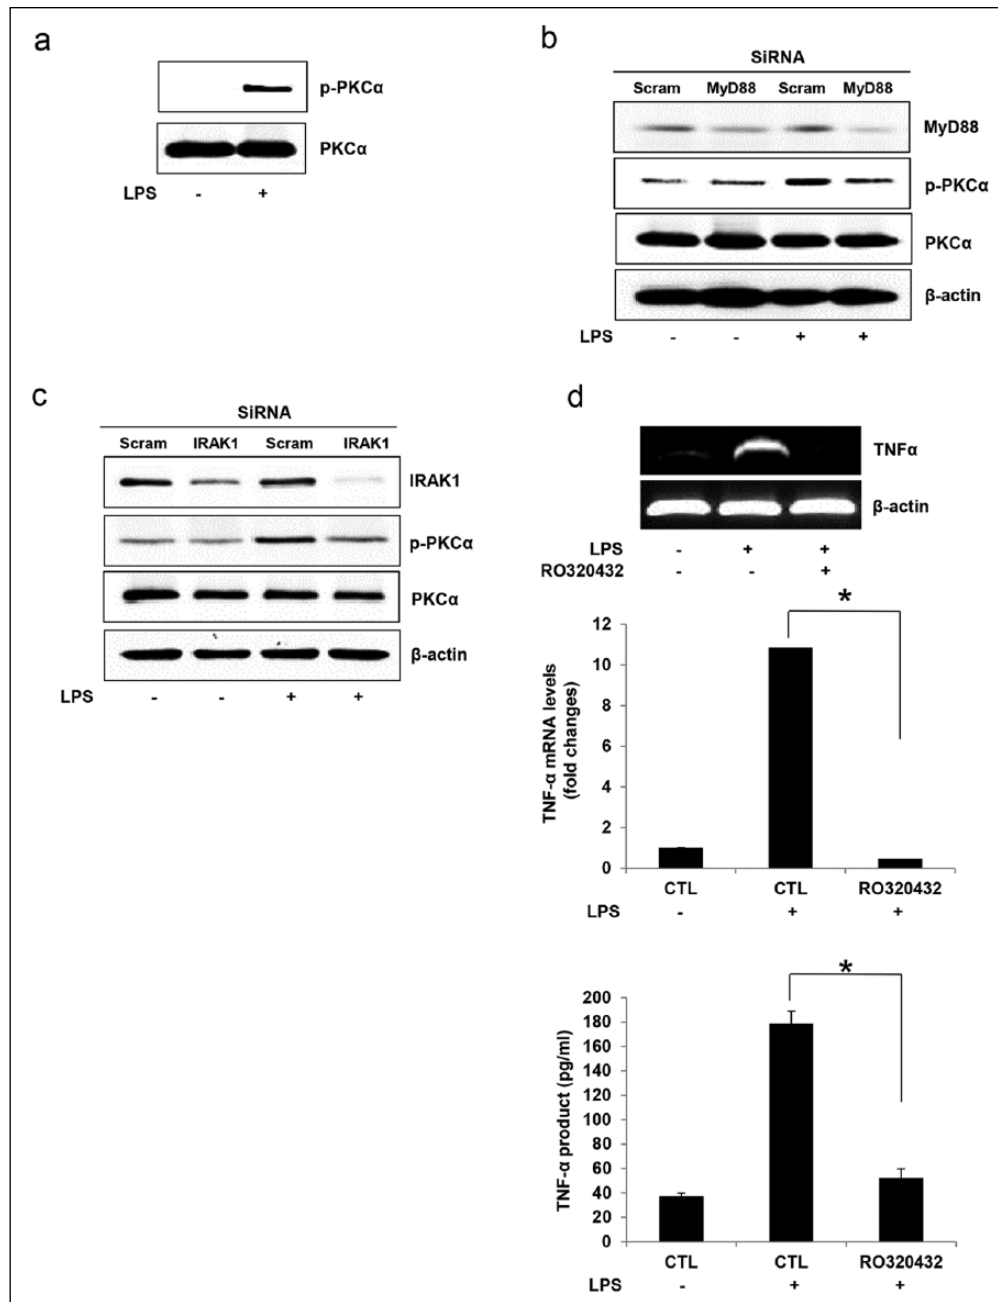 a
p-PKCα
PKCα
LPS - +
b
SiRNA
Scram MyD88 Scram MyD88
MyD88
p-PKCα
PKCα
β-actin
LPS - - + +
c
SiRNA
Scram IRAK1 Scram IRAK1
IRAK1
p-PKCα
PKCα
β-actin
LPS - - + +
d
TNFα
β-actin
LPS - + +
RO320432 - - +
*
TNF-α mRNA levels
(fold changes)
12
10
8
6
4
2
0
CTL CTL RO320432
LPS - + +
*
TNF-α product (pg/ml)
200
180
160
140
120
100
80
60
40
20
0
CTL CTL RO320432
LPS - + +